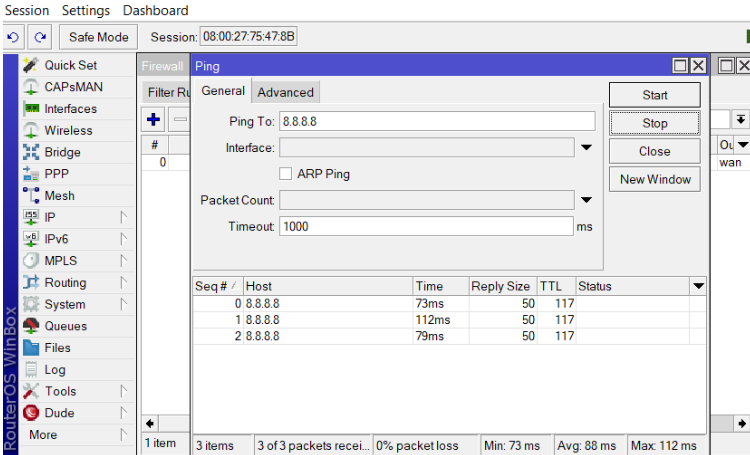 Session Settings Dashboard
Safe Mode Session: 08:00:27:75:47:8B
Quick Set
CAPsMAN
Interfaces
Wireless
Bridge
PPP
Mesh
IP
IPv6
MPLS
Routing
System
Queues
Files
Log
Tools
Dude
More
RouterOS WinBox
Firewall
Filter Ru
#
0
Ou
wan
1 item
Ping
General Advanced
Ping To: 8.8.8.8
Interface:
ARP Ping
Packet Count:
Timeout: 1000 ms
Start
Stop
Close
New Window
Seq # Host Time Reply Size TTL Status
0 8.8.8.8 73ms 50 117
1 8.8.8.8 112ms 50 117
2 8.8.8.8 79ms 50 117
3 items 3 of 3 packets recei... 0% packet loss Min: 73 ms Avg: 88 ms Max: 112 ms